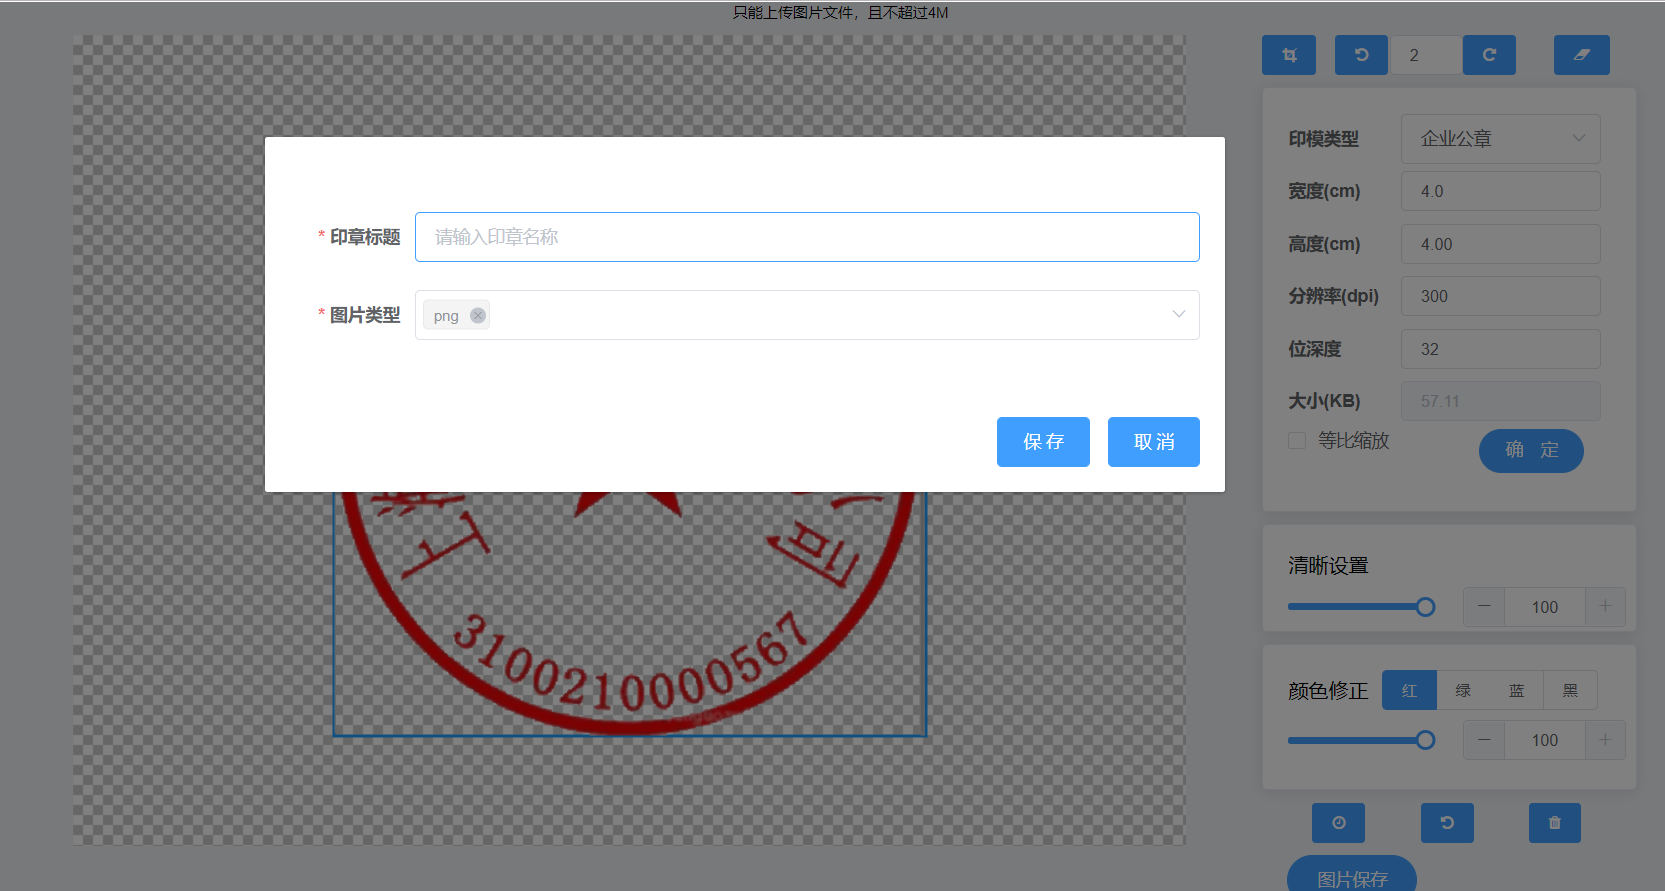 只能上传图片文件，且不超过4M
2
印模类型 企业公章
宽度(cm) 4.0
高度(cm) 4.00
分辨率(dpi) 300
位深度 32
大小(KB) 57.11
等比缩放 确 定
* 印章标题 请输入印章名称
* 图片类型 png
保存 取消
3100210000567
清晰设置
100
颜色修正 红 绿 蓝 黑
100
图片保存